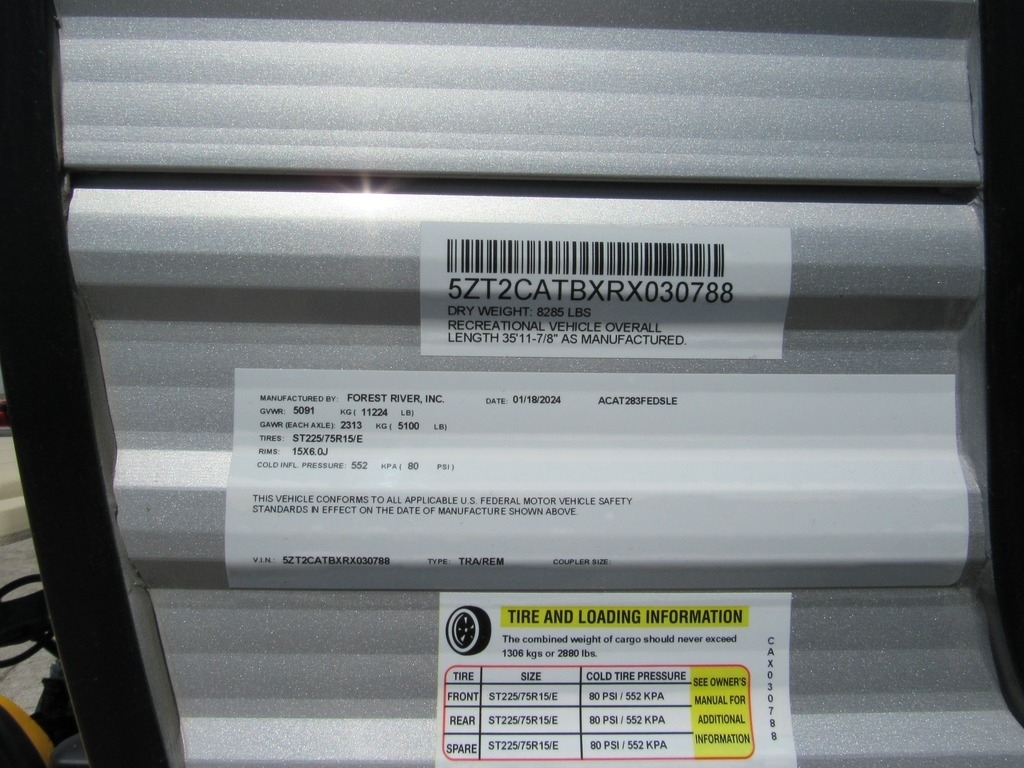 5ZT2CATBXRX030788
DRY WEIGHT: 8285 LBS
RECREATIONAL VEHICLE OVERALL
LENGTH 35'11-7/8" AS MANUFACTURED.
MANUFACTURED BY: FOREST RIVER, INC. DATE: 01/18/2024 ACAT283FEDSLE
GVWR: 5091 KG ( 11224 LB)
GAWR (EACH AXLE): 2313 KG ( 5100 LB)
TIRES: ST225/75R15/E
RIMS: 15X6.0J
COLD INFL. PRESSURE: 552 KPA ( 80 PSI )
THIS VEHICLE CONFORMS TO ALL APPLICABLE U.S. FEDERAL MOTOR VEHICLE SAFETY
STANDARDS IN EFFECT ON THE DATE OF MANUFACTURE SHOWN ABOVE.
V.I.N.: 5ZT2CATBXRX030788 TYPE: TRA/REM COUPLER SIZE:
TIRE AND LOADING INFORMATION
The combined weight of cargo should never exceed
1306 kgs or 2880 lbs.
TIRE SIZE COLD TIRE PRESSURE
FRONT ST225/75R15/E 80 PSI / 552 KPA
REAR ST225/75R15/E 80 PSI / 552 KPA
SPARE ST225/75R15/E 80 PSI / 552 KPA
SEE OWNER'S
MANUAL FOR
ADDITIONAL
INFORMATION
CAX030788